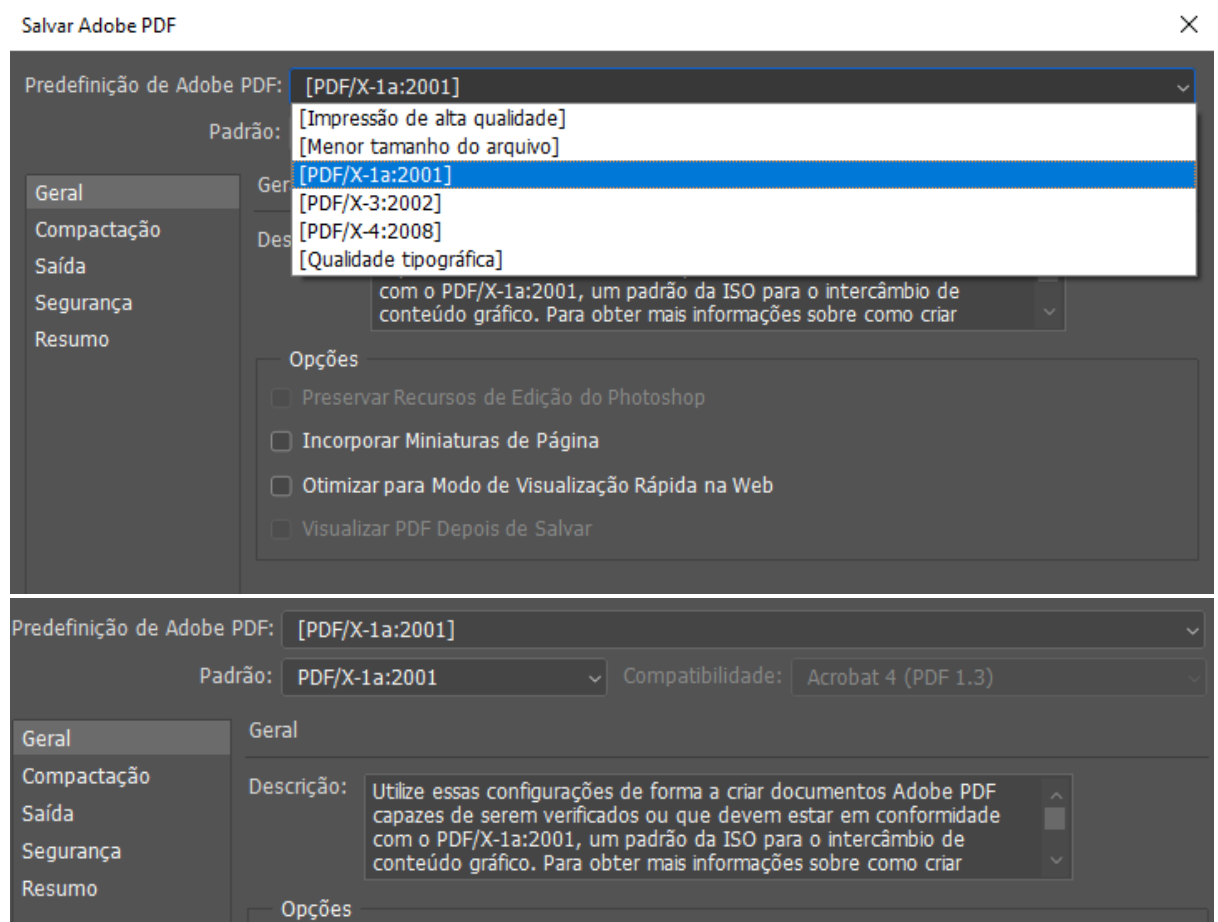 Salvar Adobe PDF
Predefinição de Adobe PDF: [PDF/X-1a:2001]
[Impressão de alta qualidade]
Padrão:
[Menor tamanho do arquivo]
[PDF/X-1a:2001]
Geral
Ger
[PDF/X-3:2002]
Compactação
Des
[PDF/X-4:2008]
Saída
[Qualidade tipográfica]
Segurança
com o PDF/X-1a:2001, um padrão da ISO para o intercâmbio de
conteúdo gráfico. Para obter mais informações sobre como criar
Resumo
Opções
Preservar Recursos de Edição do Photoshop
Incorporar Miniaturas de Página
Otimizar para Modo de Visualização Rápida na Web
Visualizar PDF Depois de Salvar
Predefinição de Adobe PDF: [PDF/X-1a:2001]
Padrão: PDF/X-1a:2001 Compatibilidade: Acrobat 4 (PDF 1.3)
Geral
Geral
Compactação
Saída
Segurança
Resumo
Descrição:
Utilize essas configurações de forma a criar documentos Adobe PDF
capazes de serem verificados ou que devem estar em conformidade
com o PDF/X-1a:2001, um padrão da ISO para o intercâmbio de
conteúdo gráfico. Para obter mais informações sobre como criar
Opções